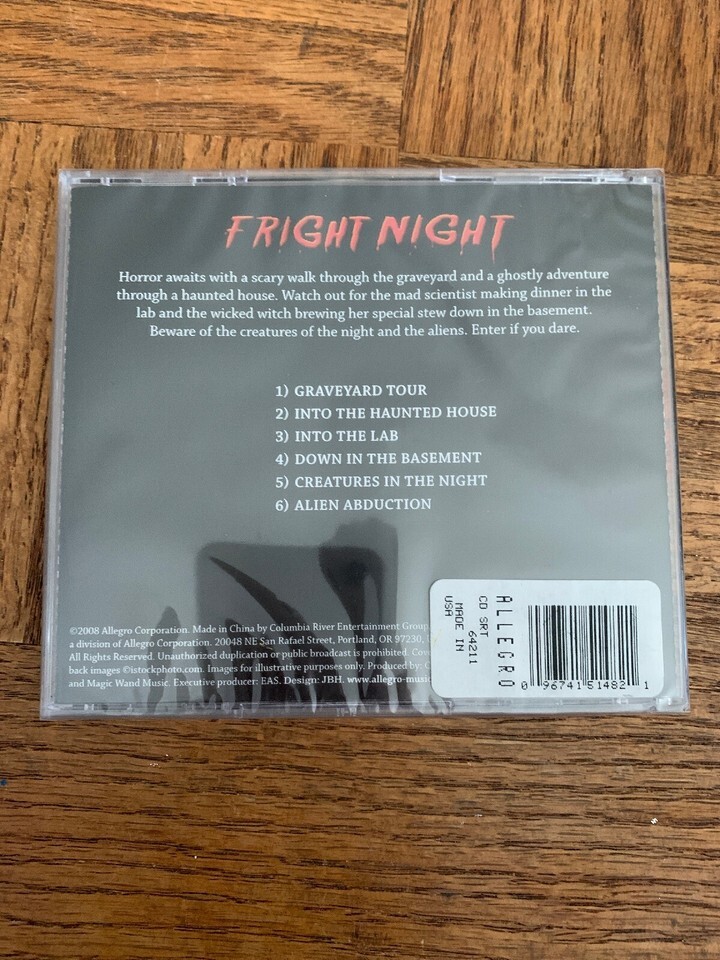 FRIGHT NIGHT
Horror awaits with a scary walk through the graveyard and a ghostly adventure
through a haunted house. Watch out for the mad scientist making dinner in the
lab and the wicked witch brewing her special stew down in the basement.
Beware of the creatures of the night and the aliens. Enter if you dare.
1) GRAVEYARD TOUR
2) INTO THE HAUNTED HOUSE
3) INTO THE LAB
4) DOWN IN THE BASEMENT
5) CREATURES IN THE NIGHT
6) ALIEN ABDUCTION
©2008 Allegro Corporation. Made in China by Columbia River Entertainment Group,
a division of Allegro Corporation. 20048 NE San Rafael Street, Portland, OR 97230,
All Rights Reserved. Unauthorized duplication or public broadcast is prohibited.
back images ©istockphoto.com. Images for illustrative purposes only. Produced by:
and Magic Wand Music. Executive producer: EAS. Design: JBH. www.allegro-music
ALLEGRO
CD SRT 64211
MADE IN
USA
0 96741 51482 1